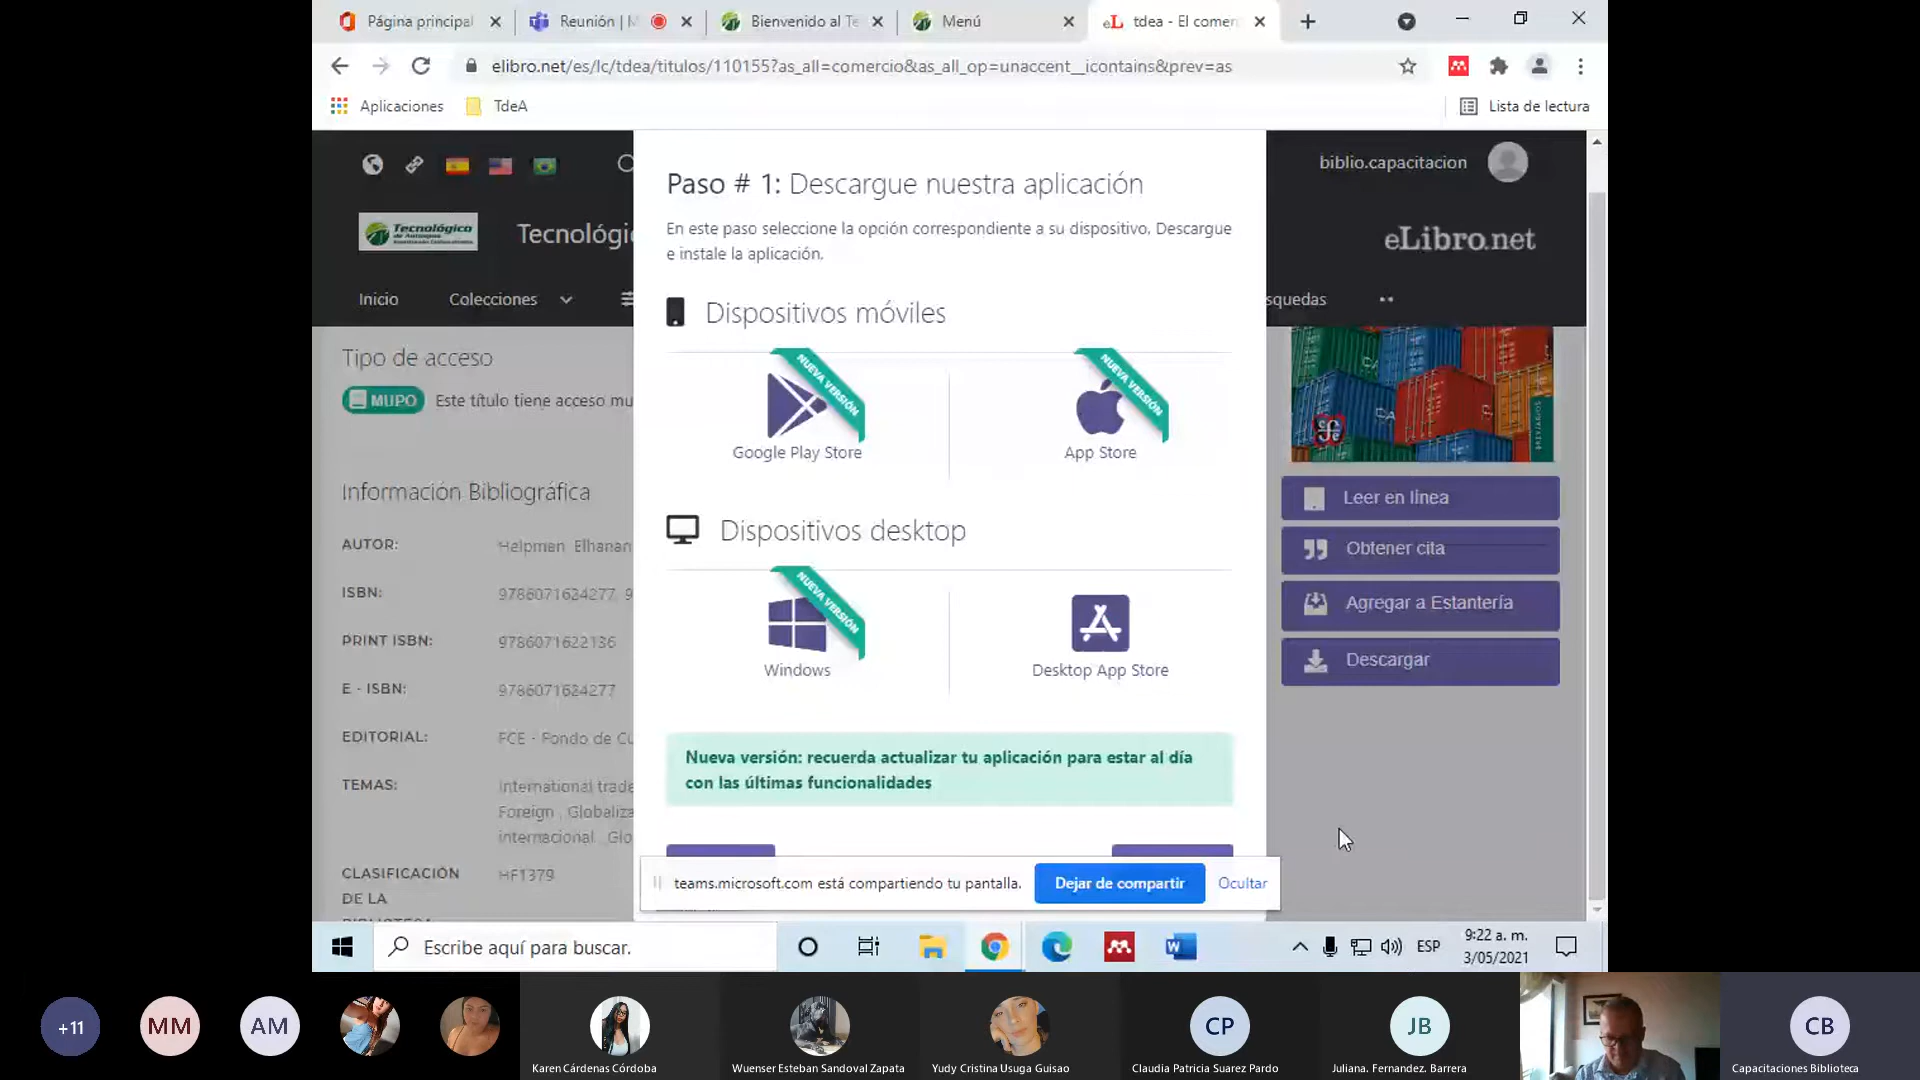 Página principal
Reunión | M
Bienvenido al Te
Menú
eL tdea - El comer
elibro.net/es/lc/tdea/titulos/110155?as_all=comercio&as_all_op=unaccent__icontains&prev=as
Aplicaciones
TdeA
Lista de lectura
biblio.capacitacion
Tecnológico
de Antioquia
Tecnológi
eLibro.net
Inicio
Colecciones
squedas
Paso # 1: Descargue nuestra aplicación
En este paso seleccione la opción correspondiente a su dispositivo. Descargue
e instale la aplicación.
Dispositivos móviles
NUEVA VERSIÓN
Google Play Store
NUEVA VERSIÓN
App Store
Dispositivos desktop
NUEVA VERSIÓN
Windows
Desktop App Store
Nueva versión: recuerda actualizar tu aplicación para estar al día
con las últimas funcionalidades
Tipo de acceso
MUPO
Este título tiene acceso mu
Información Bibliográfica
AUTOR:
Helpman Elhanan
ISBN:
9786071624277, 9
PRINT ISBN:
9786071622136
E - ISBN:
9786071624277
EDITORIAL:
FCE - Fondo de Cu
TEMAS:
International trade
Foreign , Globaliza
internacional , Glo
CLASIFICACIÓN
DE LA
HF1379
BREVIARIOS
Leer en línea
Obtener cita
Agregar a Estantería
Descargar
teams.microsoft.com está compartiendo tu pantalla.
Dejar de compartir
Ocultar
Escribe aquí para buscar.
ESP
9:22 a. m.
3/05/2021
+11
MM
AM
Karen Cárdenas Córdoba
Wuenser Esteban Sandoval Zapata
Yudy Cristina Usuga Guisao
CP
Claudia Patricia Suarez Pardo
JB
Juliana. Fernandez. Barrera
CB
Capacitaciones Biblioteca